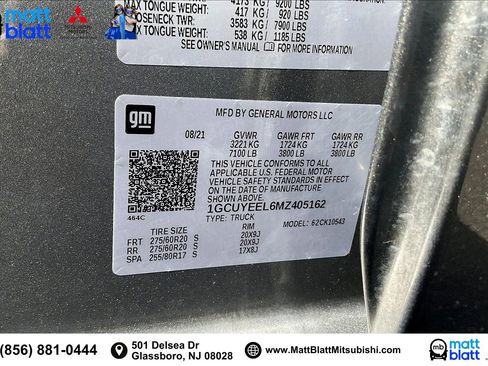 matt
blatt
MAX TONGUE WEIGHT: 4173 KG 9200 LBS
417 KG 920 LBS
GOOSENECK TWR: 3583 KG 7900 LBS
MAX TONGUE WEIGHT: 538 KG 1185 LBS
SEE OWNER'S MANUAL FOR MORE INFORMATION
gm
MFD BY GENERAL MOTORS LLC
08/21 GVWR GAWR FRT GAWR RR
3221 KG 1724 KG 1724 KG
7100 LB 3800 LB 3800 LB
THIS VEHICLE CONFORMS TO ALL
APPLICABLE U.S. FEDERAL VEHICLE
SAFETY STANDARDS IN EFFECT ON THE
DATE OF MANUFACTURE SHOWN ABOVE.
1GCUYEEL6MZ405162
TYPE: TRUCK MODEL: 62CK10543
464C
TIRE SIZE RIM
FRT 275/60R20 S 20X9J
RR 275/60R20 S 20X9J
SPA 255/80R17 S 17X8J
(856) 881-0444
501 Delsea Dr
Glassboro, NJ 08028
www.MattBlattMitsubishi.com
matt
blatt